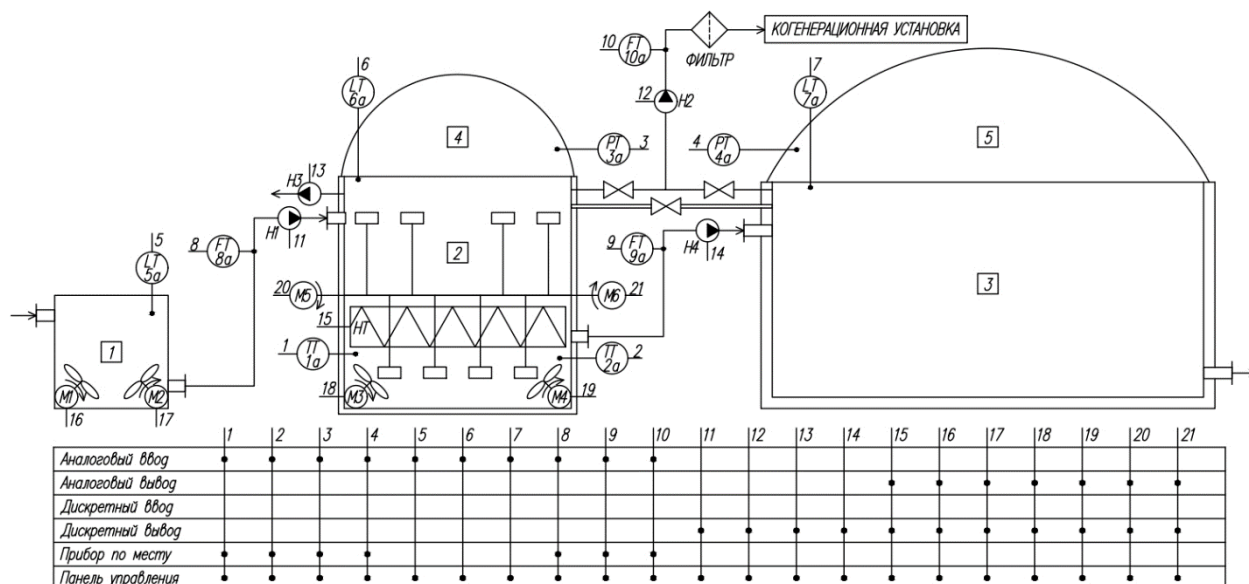 КОГЕНЕРАЦИОННАЯ УСТАНОВКА
10 FT 10а
ФИЛЬТР
6 LT 6а
7 LT 7а
12 Н2
4
PT 3а 3
4 PT 4а
5
13
Н3
Н1
11
8 FT 8а
5 LT 5а
2
9 FT 9а
Н4
14
3
20 М5
М6 21
15 НТ
1 TT 1а
TT 2а 2
1
М1 М2
16 17
18 М3
М4 19
1 2 3 4 5 6 7 8 9 10 11 12 13 14 15 16 17 18 19 20 21
Аналоговый ввод
Аналоговый вывод
Дискретный ввод
Дискретный вывод
Прибор по месту
Панель управления